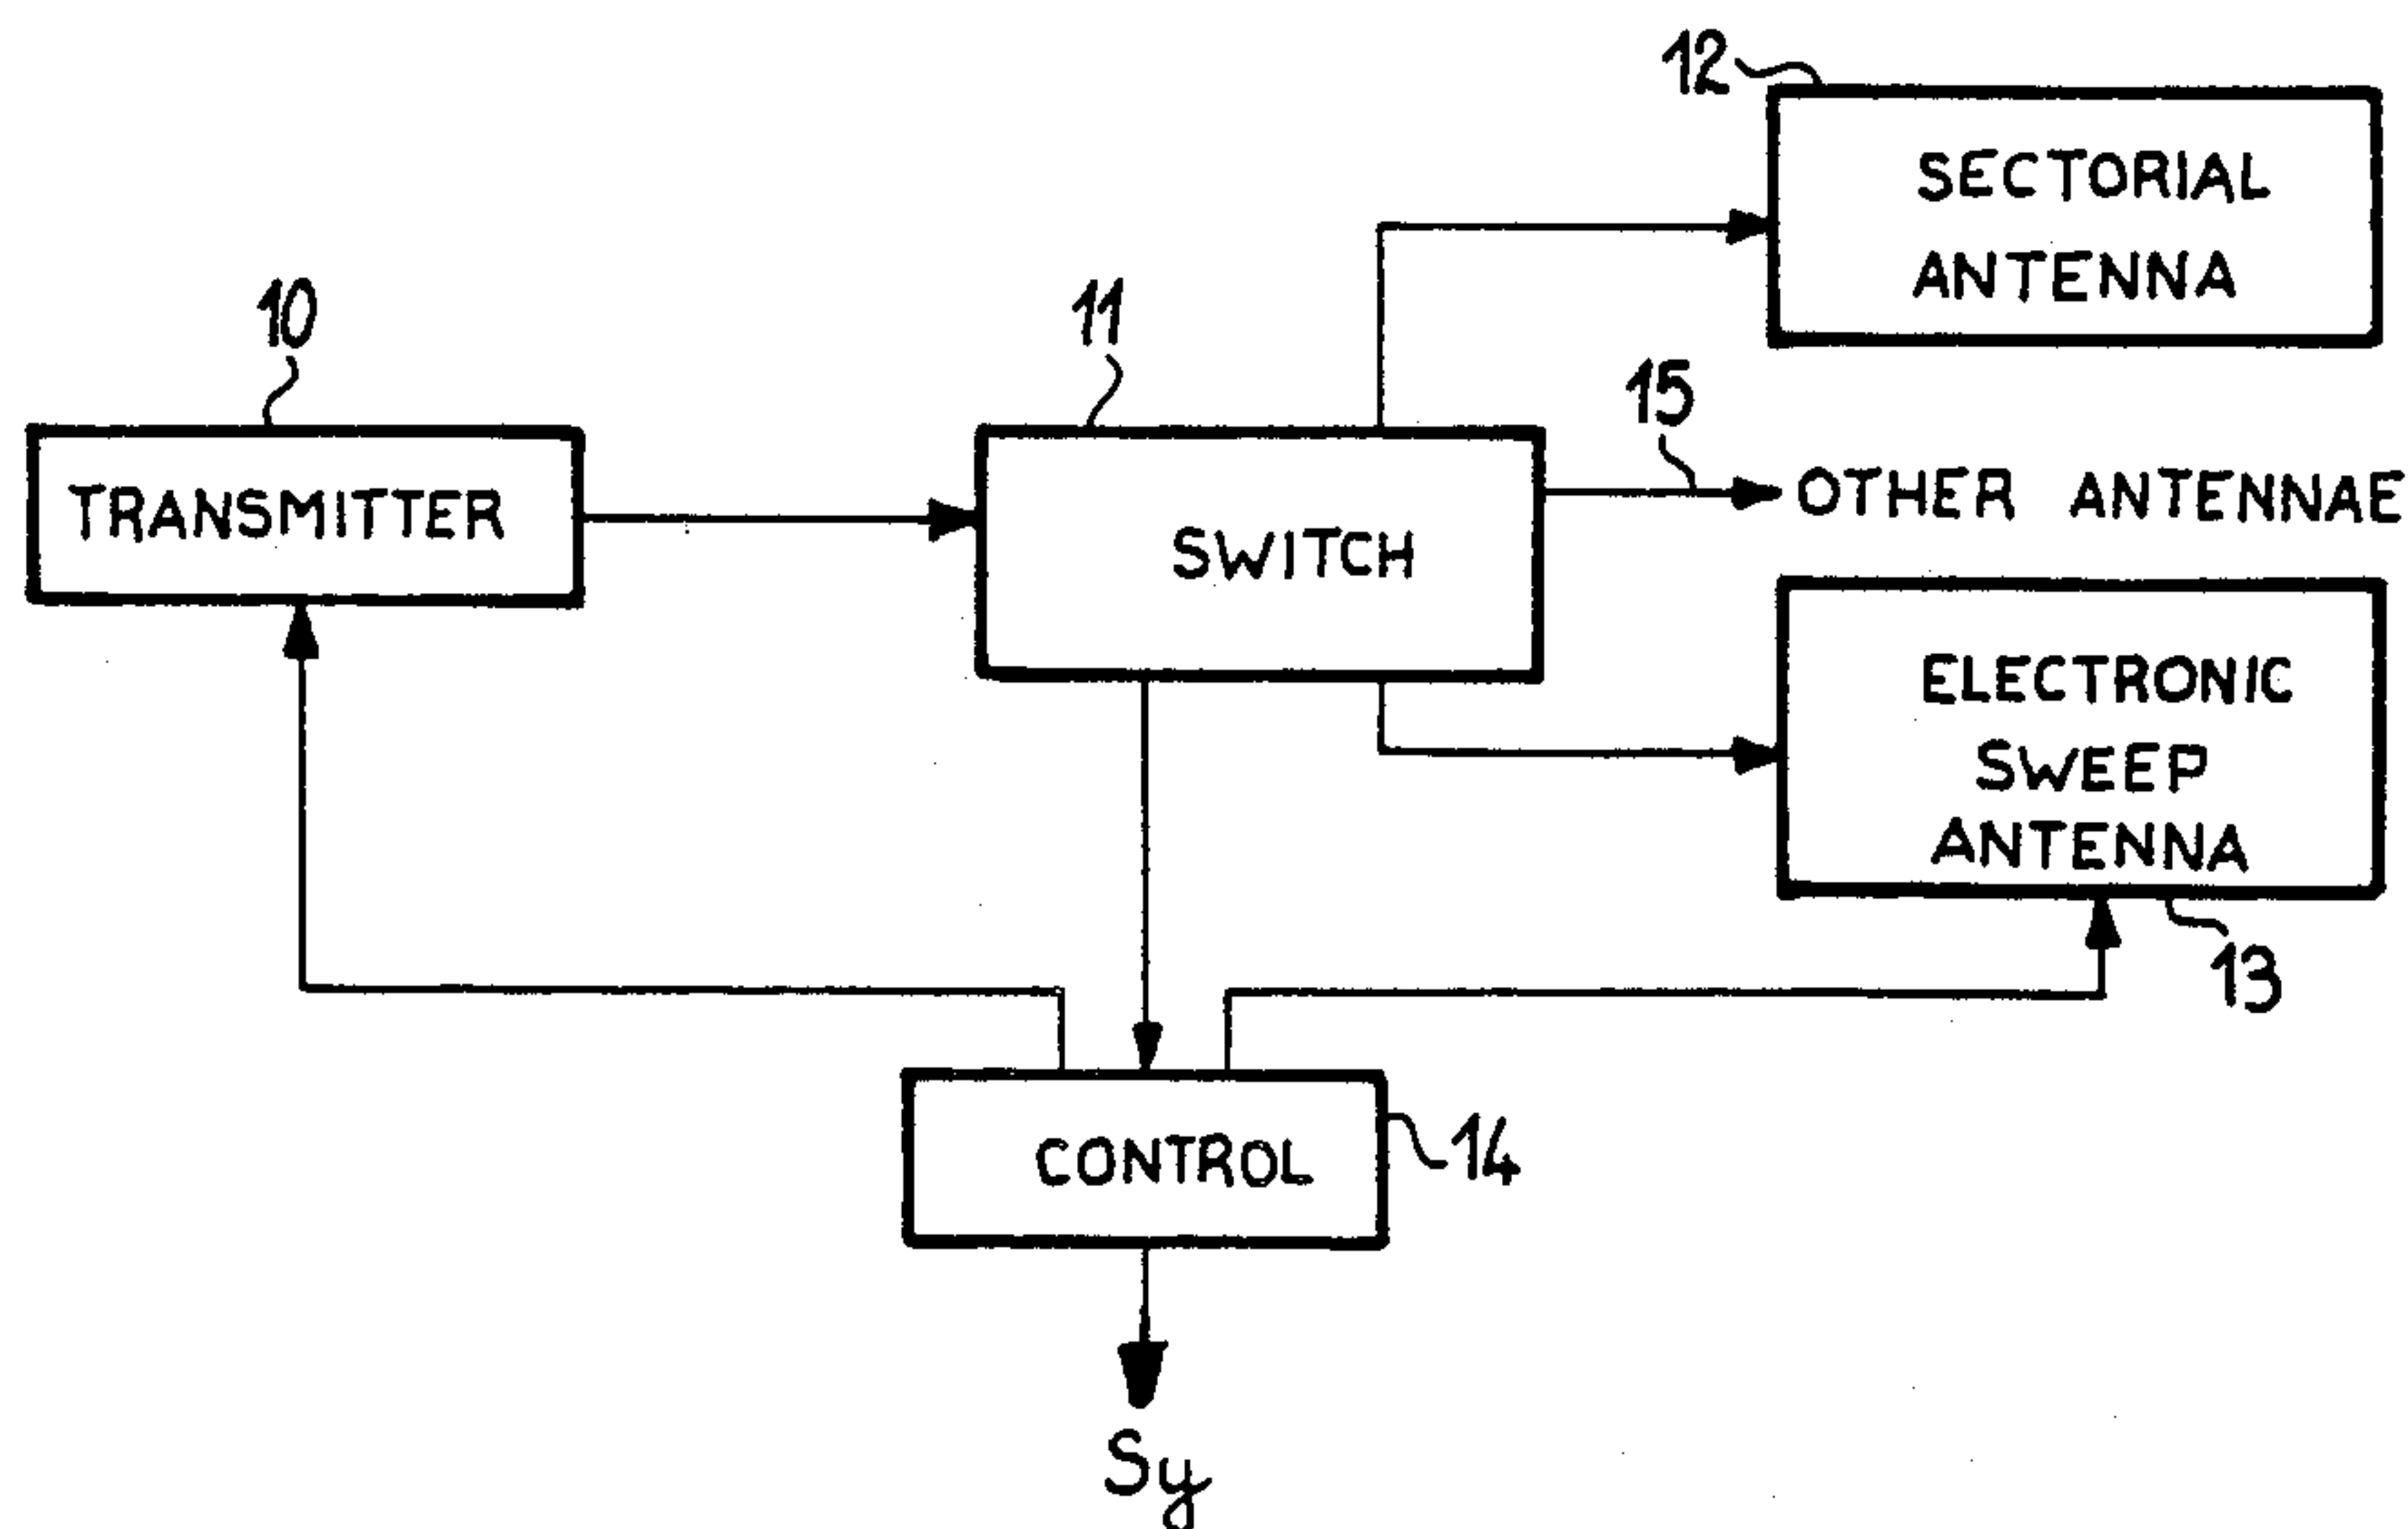 12
SECTORIAL
ANTENNA
10
11
15
TRANSMITTER
SWITCH
OTHER ANTENNAE
ELECTRONIC
SWEEP
ANTENNA
13
CONTROL
14
Sy